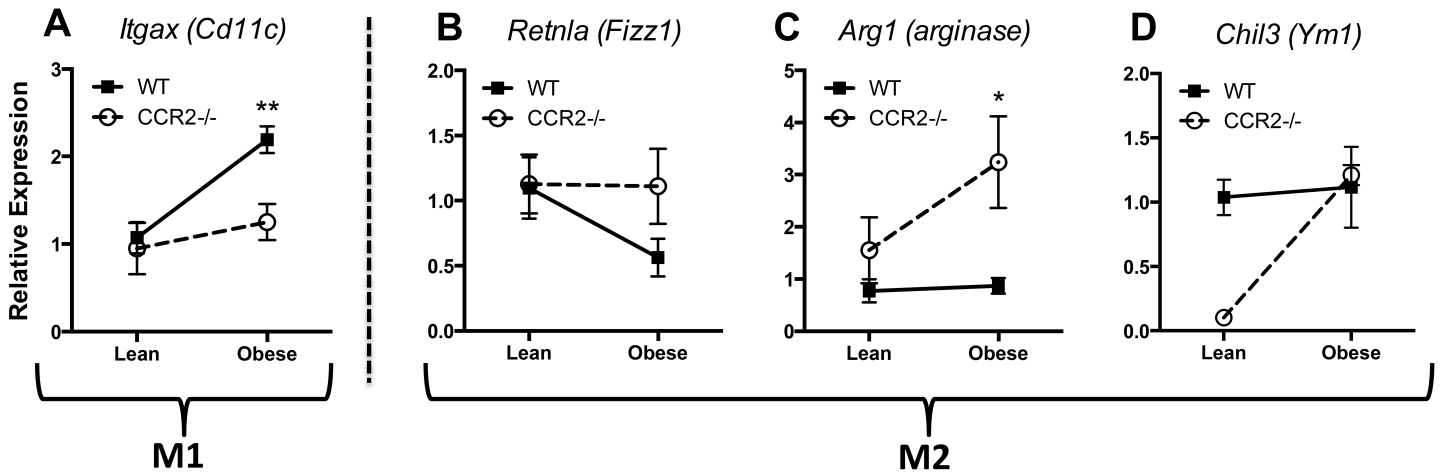 A Itgax (Cd11c)
Relative Expression
3
2
1
0
WT
CCR2-/-
**
Lean Obese
M1
B Retnla (Fizz1)
2.0
1.5
1.0
0.5
0.0
WT
CCR2-/-
Lean Obese
C Arg1 (arginase)
5
4
3
2
1
0
WT
CCR2-/-
*
Lean Obese
D Chil3 (Ym1)
2.0
1.5
1.0
0.5
0.0
WT
CCR2-/-
Lean Obese
M2